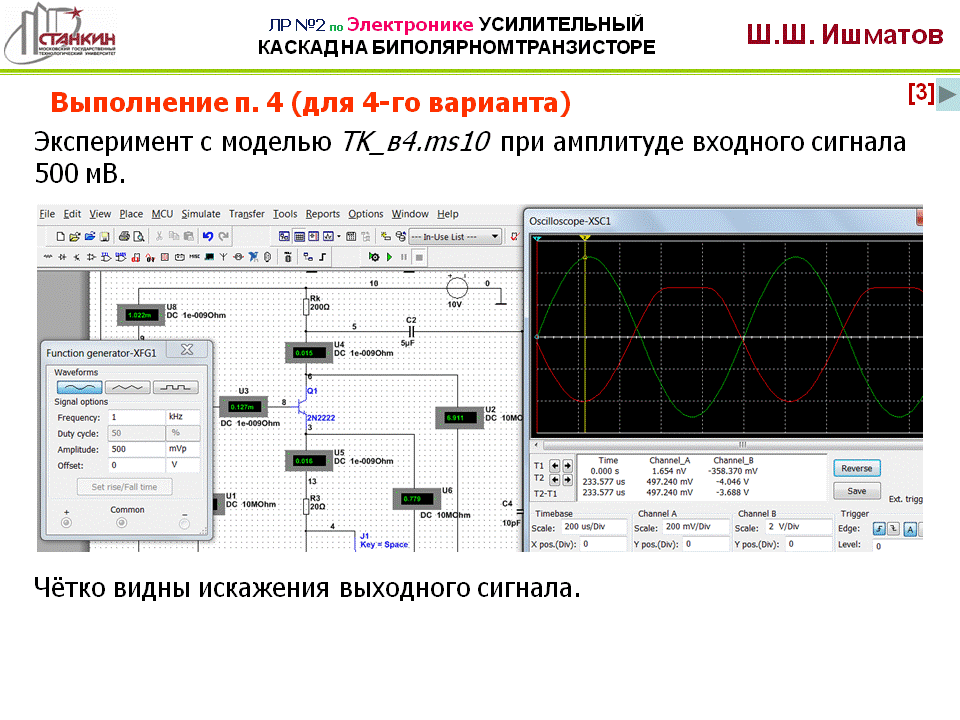 СТАНКИН
МОСКОВСКИЙ ГОСУДАРСТВЕННЫЙ
ТЕХНОЛОГИЧЕСКИЙ УНИВЕРСИТЕТ
ЛР №2 по Электронике УСИЛИТЕЛЬНЫЙ
КАСКАД НА БИПОЛЯРНОМТРАНЗИСТОРЕ
Ш.Ш. Ишматов
[3]
Выполнение п. 4 (для 4-го варианта)
Эксперимент с моделью ТК_в4.ms10 при амплитуде входного сигнала
500 мВ.
File Edit View Place MCU Simulate Transfer Tools Reports Options Window Help
--- In-Use List ---
Oscilloscope-XSC1
10
0
10V
Rk
200Ω
U8
1.022m
DC 1e-009Ohm
9
5
C2
5µF
U4
0.015
DC 1e-009Ohm
6
Q1
2N2222
3
U3
0.127m
DC 1e-009Ohm
8
U2
6.911
DC 10MO
U5
0.016
DC 1e-009Ohm
13
R3
20Ω
4
U6
0.779
DC 10MOhm
U1
DC 10MOhm
C4
10pF
J1
Key = Space
Function generator-XFG1
Waveforms
Signal options
Frequency: 1 kHz
Duty cycle: 50 %
Amplitude: 500 mVp
Offset: 0 V
Set rise/Fall time
+ Common −
Time Channel_A Channel_B
T1 0.000 s 1.654 nV -358.370 mV
T2 233.577 us 497.240 mV -4.046 V
T2-T1 233.577 us 497.240 mV -3.688 V
Reverse
Save
Ext. trigg
Timebase Channel A Channel B Trigger
Scale: 200 us/Div Scale: 200 mV/Div Scale: 2 V/Div Edge: A
X pos.(Div): 0 Y pos.(Div): 0 Y pos.(Div): 0 Level: 0
Чётко видны искажения выходного сигнала.